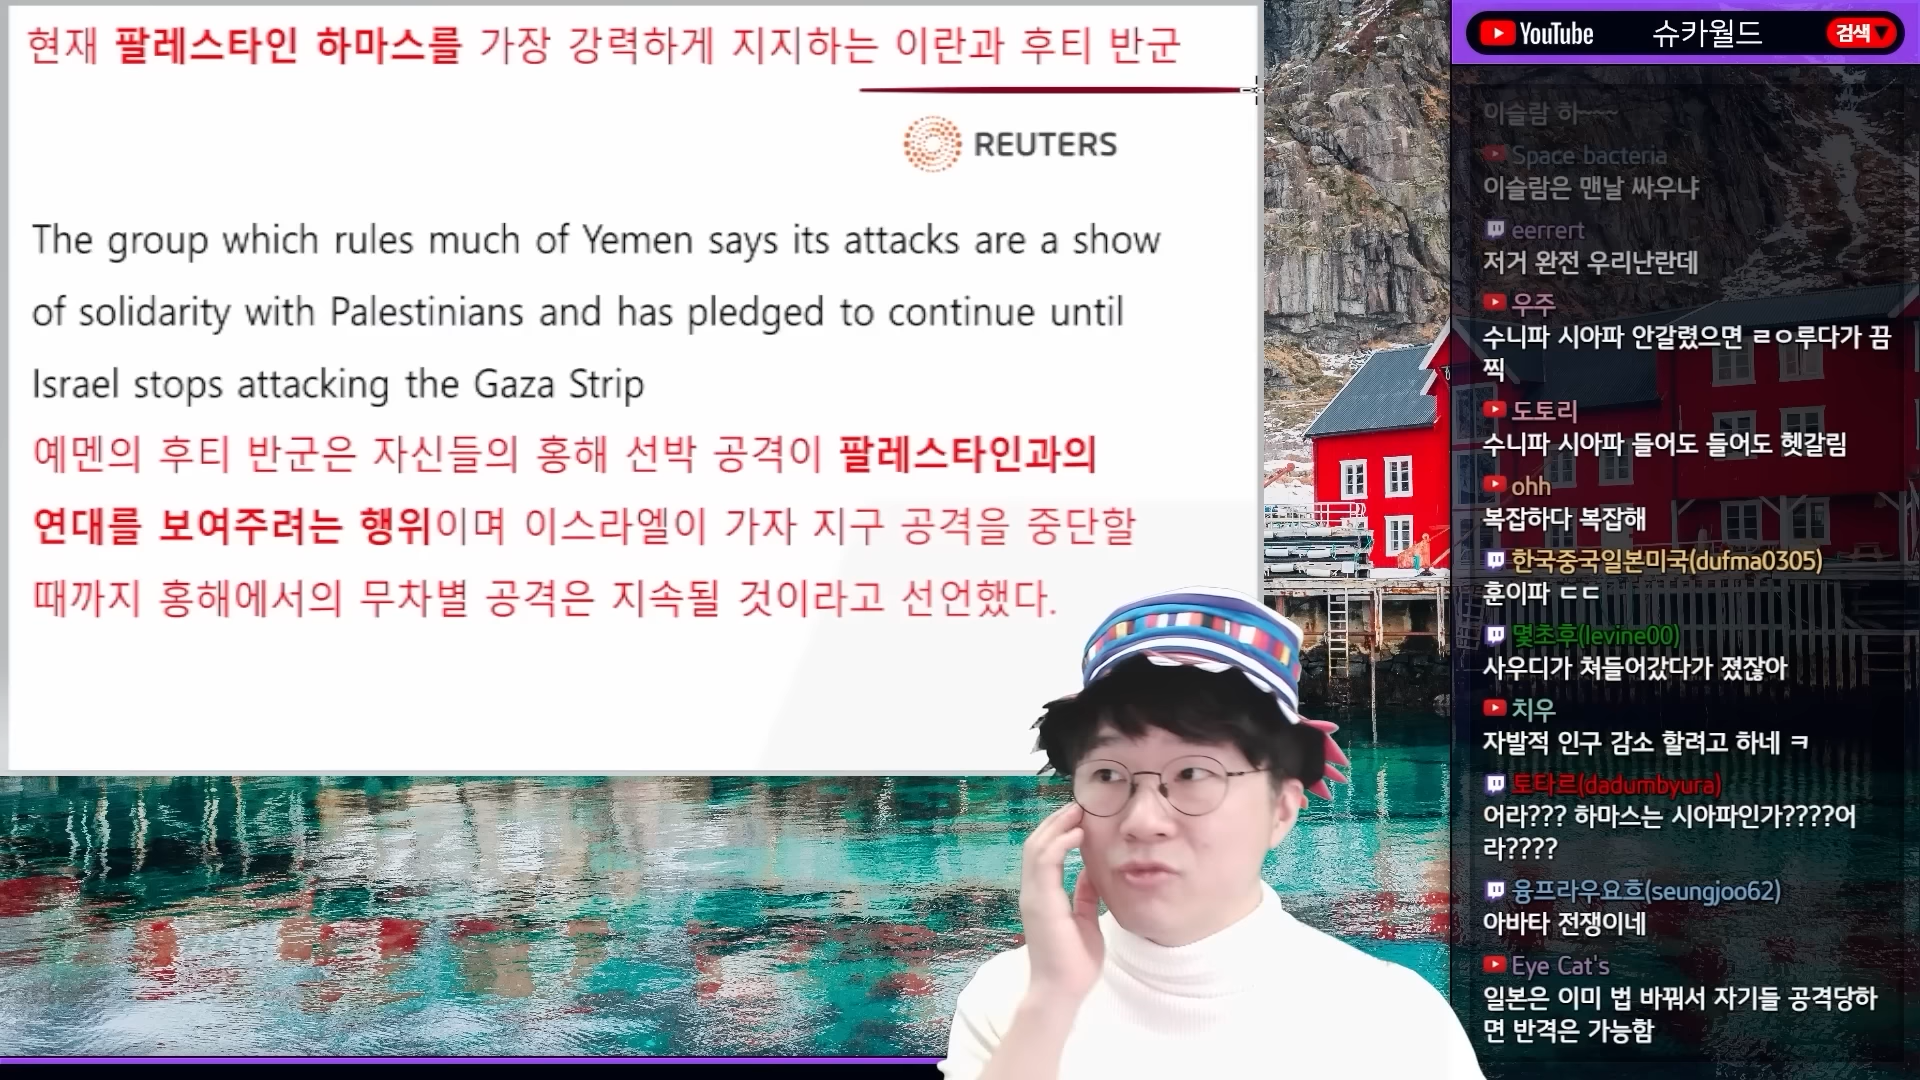 현재 팔레스타인 하마스를 가장 강력하게 지지하는 이란과 후티 반군
REUTERS
The group which rules much of Yemen says its attacks are a show
of solidarity with Palestinians and has pledged to continue until
Israel stops attacking the Gaza Strip
예멘의 후티 반군은 자신들의 홍해 선박 공격이 팔레스타인과의
연대를 보여주려는 행위이며 이스라엘이 가자 지구 공격을 중단할
때까지 홍해에서의 무차별 공격은 지속될 것이라고 선언했다.
YouTube 슈카월드 검색
이슬람 하~~~
Space bacteria
이슬람은 맨날 싸우냐
eerrert
저거 완전 우리난란데
우주
수니파 시아파 안갈렸으면 ㄹㅇ루다가 끔
찍
도토리
수니파 시아파 들어도 들어도 헷갈림
ohh
복잡하다 복잡해
한국중국일본미국(dufma0305)
훈이파 ㄷㄷ
몇초후(levine00)
사우디가 쳐들어갔다가 졌잖아
치우
자발적 인구 감소 할려고 하네 ㅋ
토타르(dadumbyura)
어라??? 하마스는 시아파인가????어
라????
융프라우요흐(seungjoo62)
아바타 전쟁이네
Eye Cat's
일본은 이미 법 바꿔서 자기들 공격당하
면 반격은 가능함